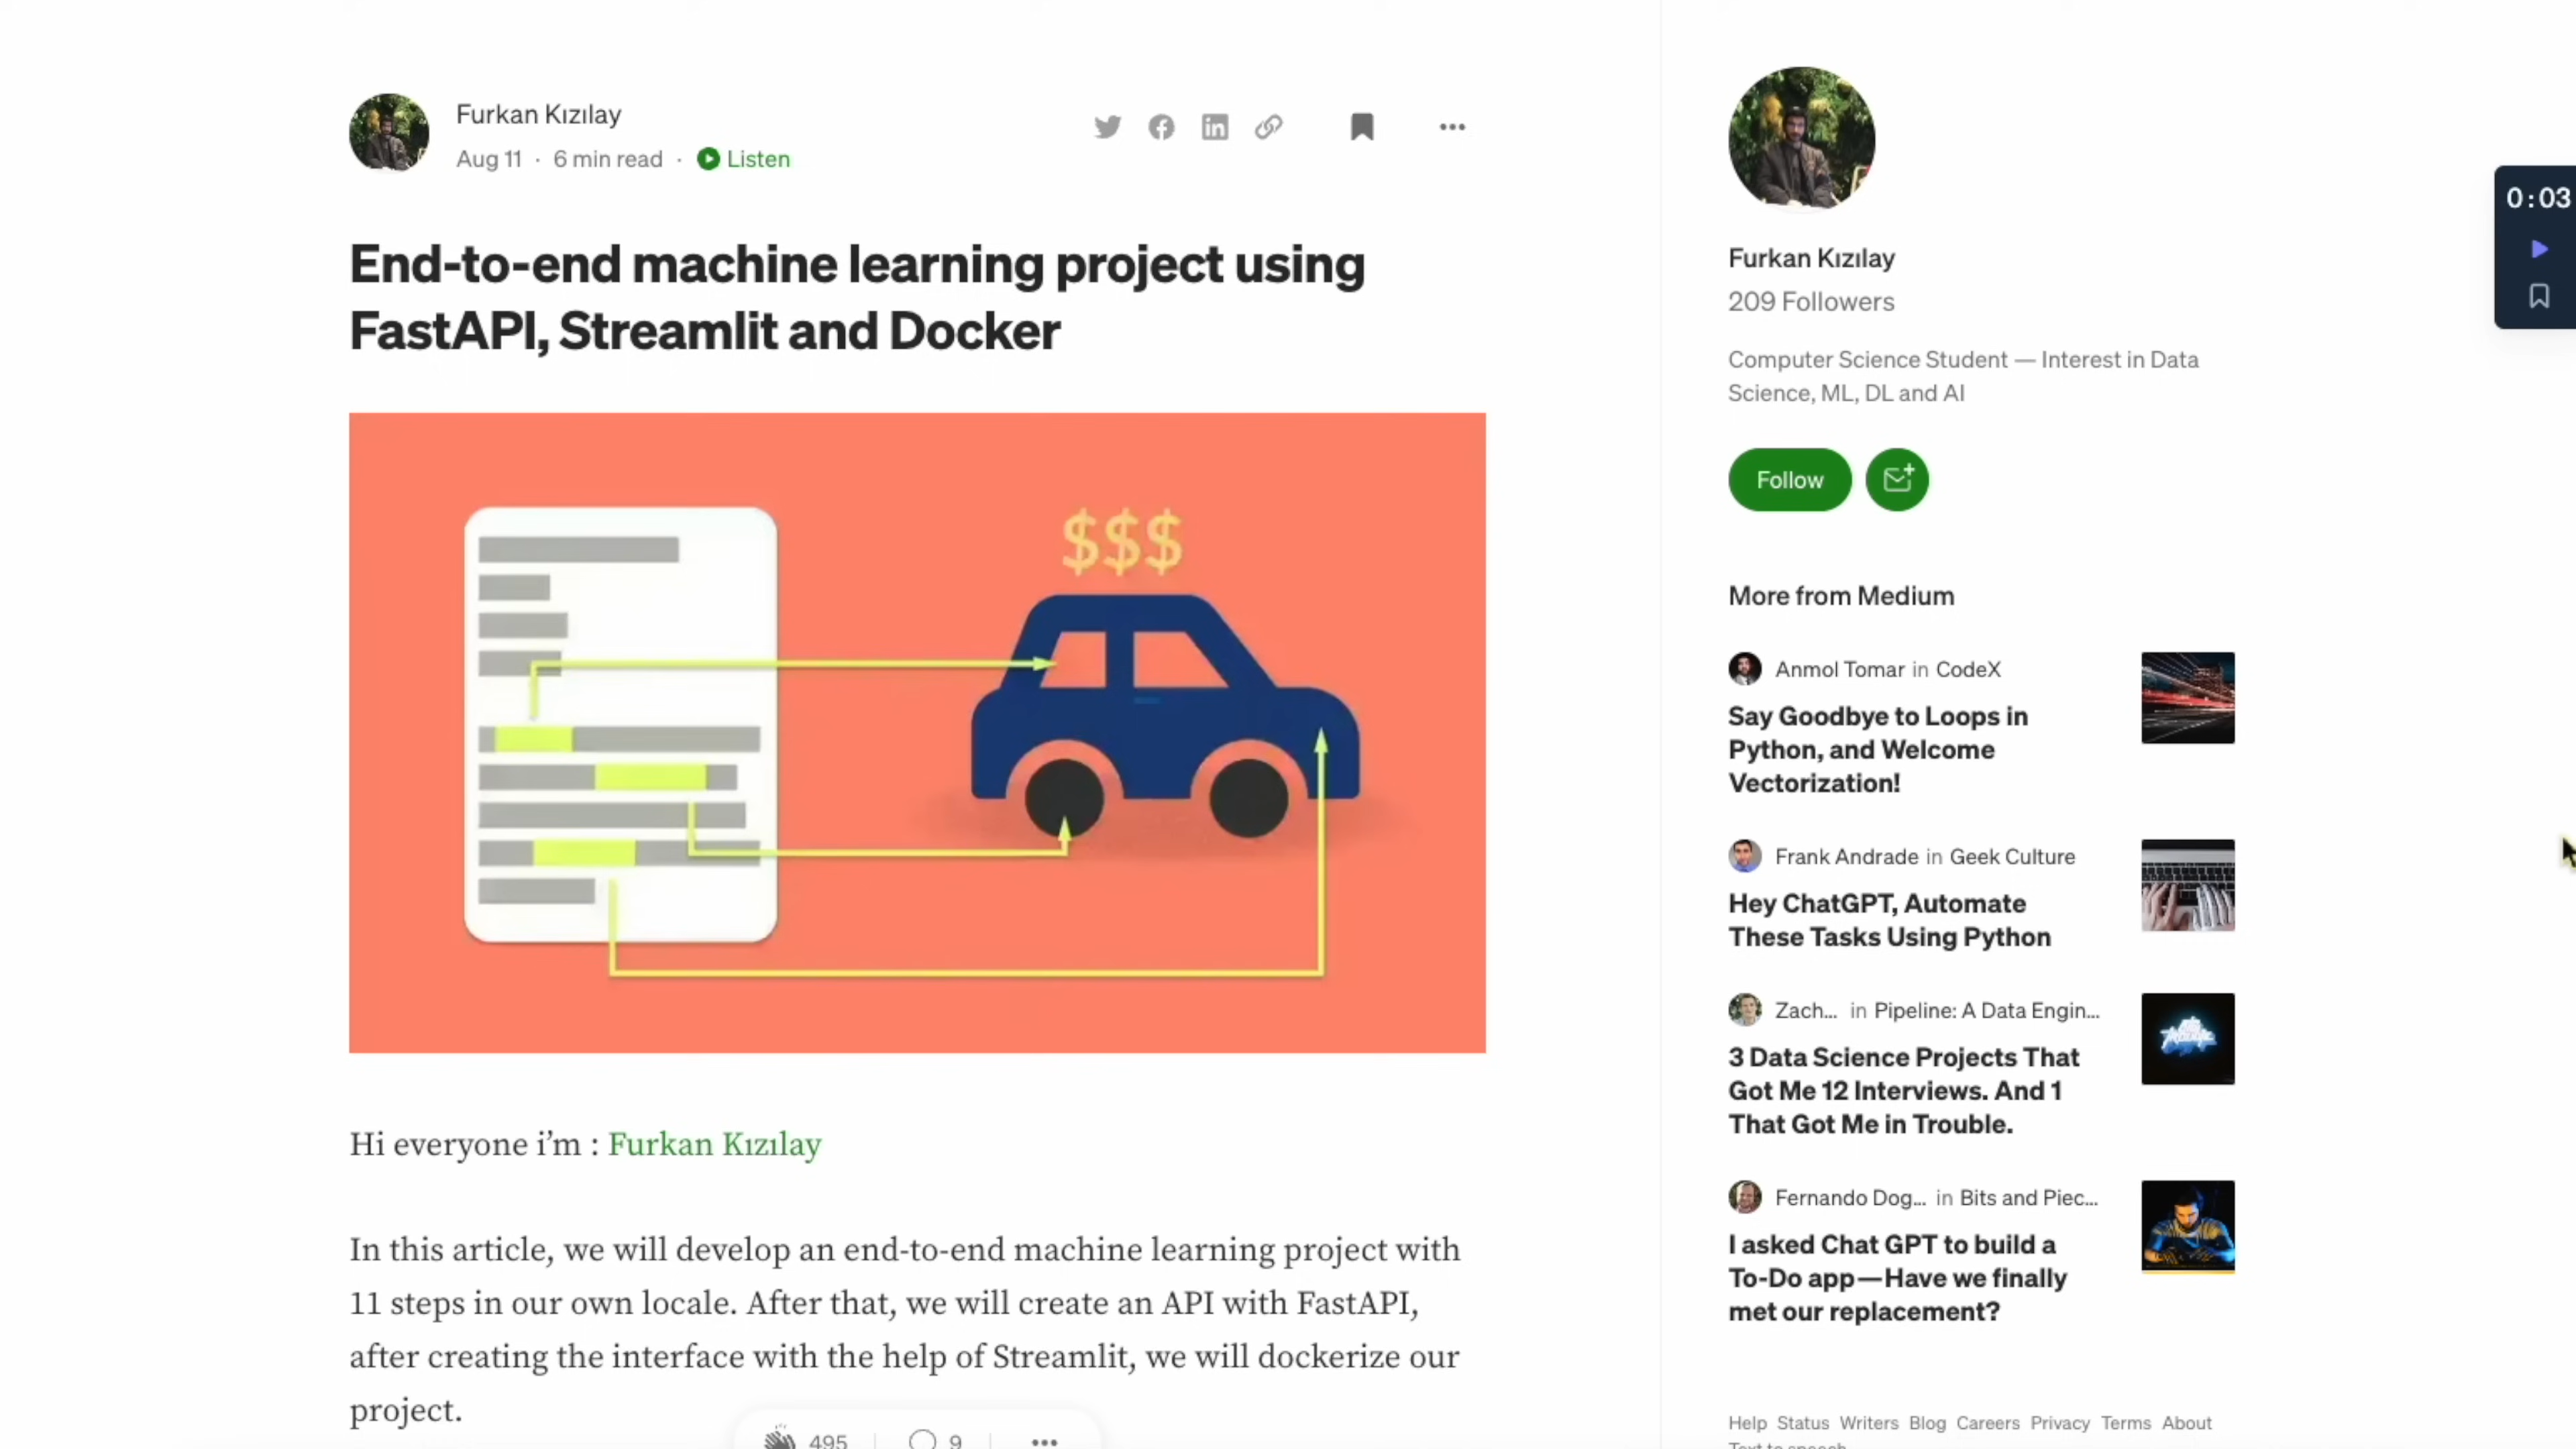 Furkan Kızılay
Aug 11 · 6 min read · Listen
End-to-end machine learning project using
FastAPI, Streamlit and Docker
$$$
Hi everyone i’m : Furkan Kızılay
In this article, we will develop an end-to-end machine learning project with
11 steps in our own locale. After that, we will create an API with FastAPI,
after creating the interface with the help of Streamlit, we will dockerize our
project.
495
9
Furkan Kızılay
209 Followers
Computer Science Student — Interest in Data
Science, ML, DL and AI
Follow
More from Medium
Anmol Tomar in CodeX
Say Goodbye to Loops in
Python, and Welcome
Vectorization!
Frank Andrade in Geek Culture
Hey ChatGPT, Automate
These Tasks Using Python
Zach... in Pipeline: A Data Engin...
3 Data Science Projects That
Got Me 12 Interviews. And 1
That Got Me in Trouble.
Fernando Dog... in Bits and Piec...
I asked Chat GPT to build a
To-Do app—Have we finally
met our replacement?
Help Status Writers Blog Careers Privacy Terms About
Text to speech
0:03